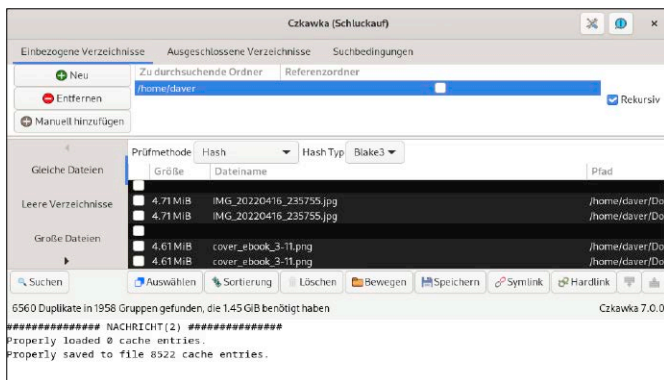 Czkawka (Schluckauf)
Einbezogene Verzeichnisse Ausgeschlossene Verzeichnisse Suchbedingungen
Neu
Entfernen
Manuell hinzufügen
Zu durchsuchende Ordner Referenzordner
/home/daver
Rekursiv
Gleiche Dateien
Leere Verzeichnisse
Große Dateien
Prüfmethode Hash Hash Typ Blake3
Größe Dateiname Pfad
4.71 MiB IMG_20220416_235755.jpg /home/daver/Do
4.71 MiB IMG_20220416_235755.jpg /home/daver/Do
4.61 MiB cover_ebook_3-11.png /home/daver/Do
4.61 MiB cover_ebook_3-11.png /home/daver/Do
Suchen Auswählen Sortierung Löschen Bewegen Speichern Symlink Hardlink
6560 Duplikate in 1958 Gruppen gefunden, die 1.45 GiB benötigt haben Czkawka 7.0.0
############### NACHRICHT(2) ###############
Properly loaded 0 cache entries.
Properly saved to file 8522 cache entries.